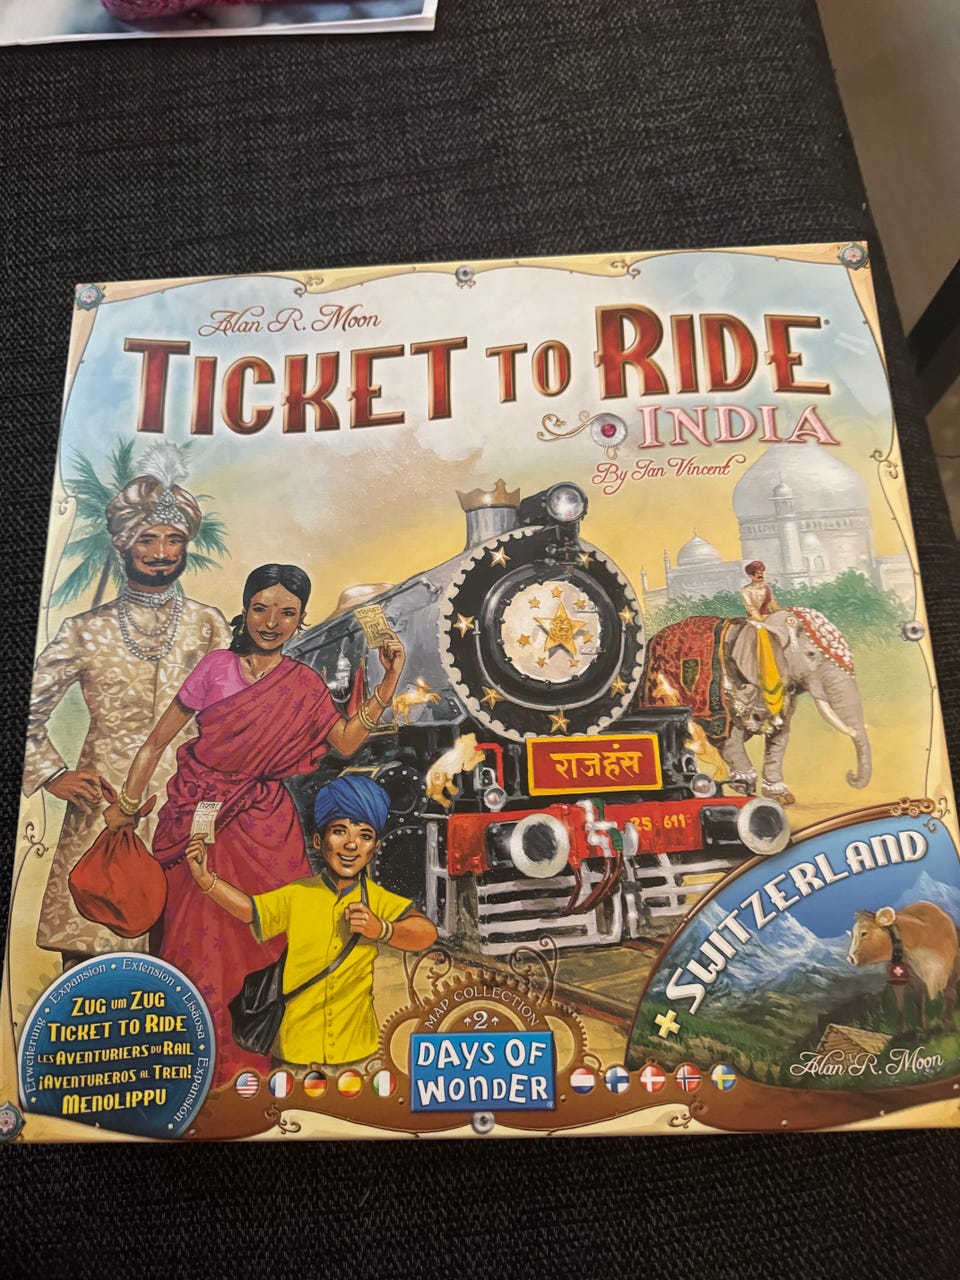 Alan R. Moon
TICKET TO RIDE
INDIA
By Ian Vincent
राजहंस
25 611
+ SWITZERLAND
Alan R. Moon
Erweiterung • Expansion • Extension • Lisäosa • Expansión
ZUG UM ZUG
TICKET TO RIDE
LES AVENTURIERS DU RAIL
¡AVENTUREROS AL TREN!
MENOLIPPU
MAP COLLECTION
2
DAYS OF
WONDER